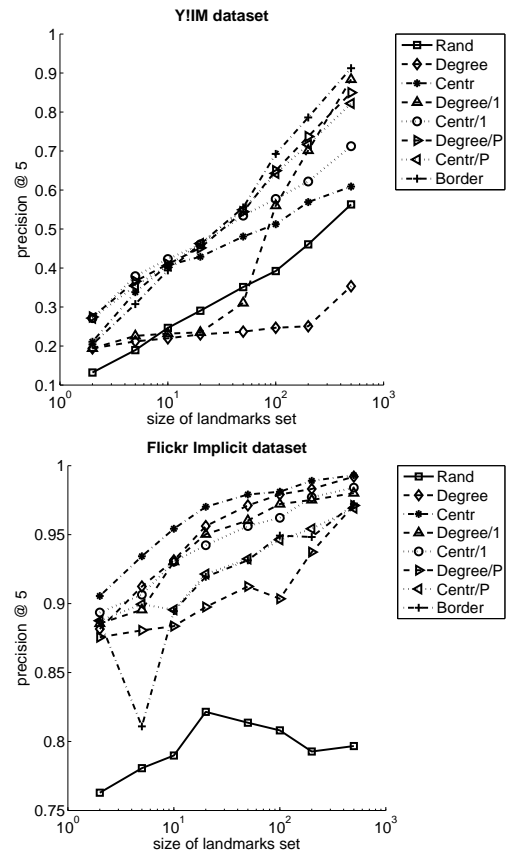 Y!IM dataset
1
0.9
0.8
0.7
0.6
0.5
0.4
0.3
0.2
0.1
precision @ 5
10^0
10^1
10^2
10^3
size of landmarks set
Rand
Degree
Centr
Degree/1
Centr/1
Degree/P
Centr/P
Border
Flickr Implicit dataset
1
0.95
0.9
0.85
0.8
0.75
precision @ 5
10^0
10^1
10^2
10^3
size of landmarks set
Rand
Degree
Centr
Degree/1
Centr/1
Degree/P
Centr/P
Border